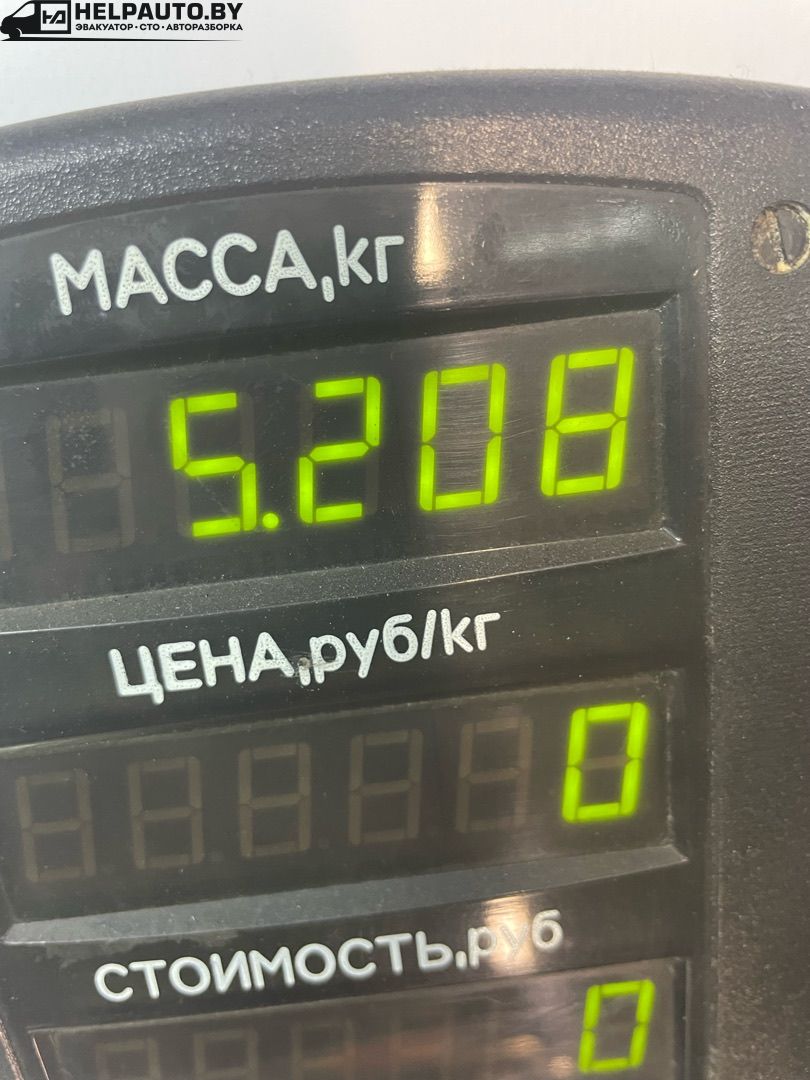 HELPAUTO.BY
ЭВАКУАТОР • СТО • АВТОРАЗБОРКА
МАССА,кг
5.208
ЦЕНА,руб/кг
0
СТОИМОСТЬ,руб
0